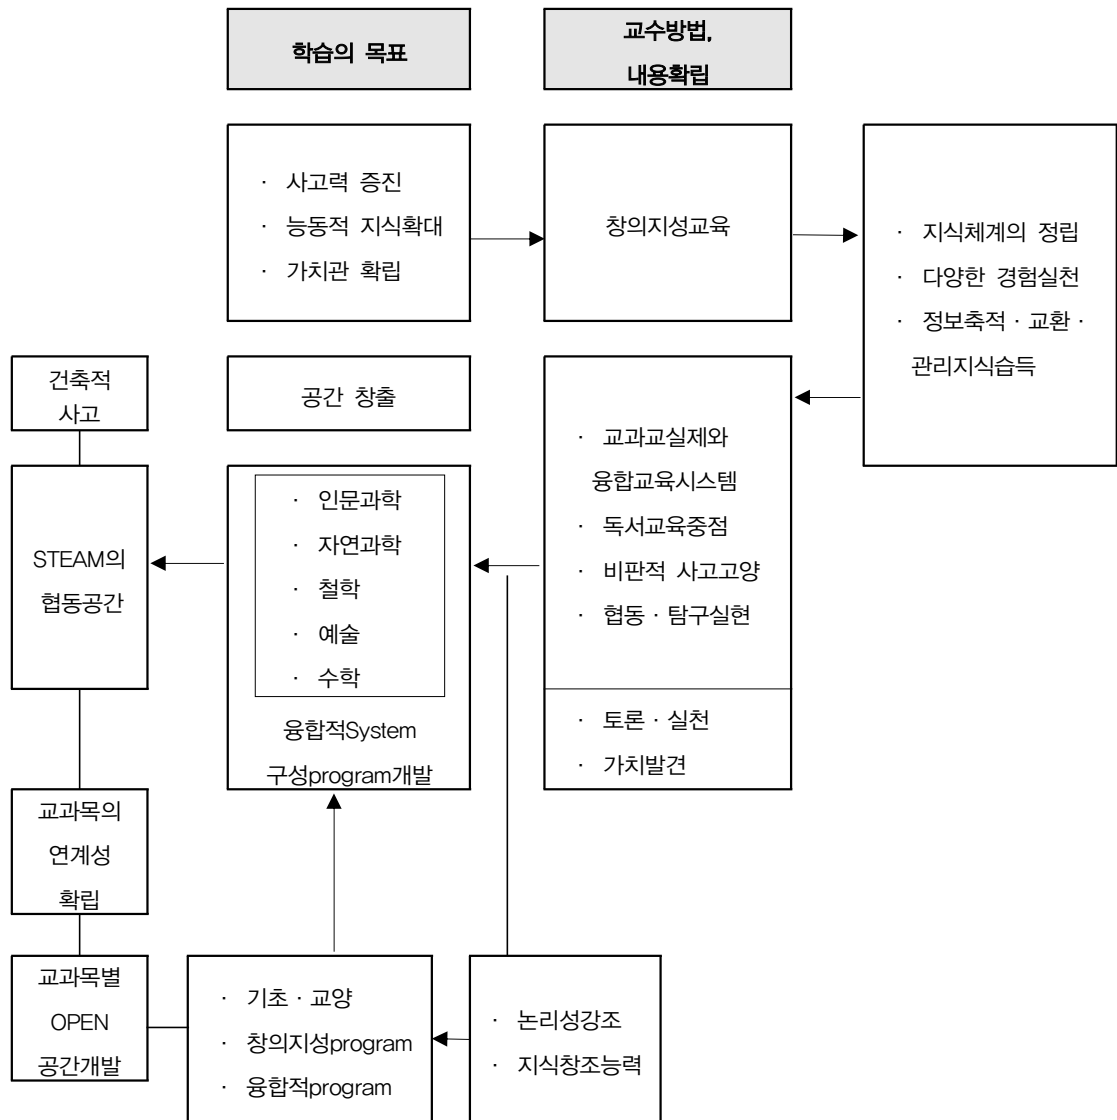 학습의 목표
교수방법,
내용확립
· 사고력 증진
· 능동적 지식확대
· 가치관 확립
창의지성교육
· 지식체계의 정립
· 다양한 경험실천
· 정보축적 · 교환 ·
관리지식습득
건축적
사고
공간 창출
· 교과교실제와
융합교육시스템
· 독서교육중점
· 비판적 사고고양
· 협동 · 탐구실현
· 토론 · 실천
· 가치발견
· 인문과학
· 자연과학
· 철학
· 예술
· 수학
융합적System
구성program개발
STEAM의
협동공간
교과목의
연계성
확립
교과목별
OPEN
공간개발
· 기초 · 교양
· 창의지성program
· 융합적program
· 논리성강조
· 지식창조능력